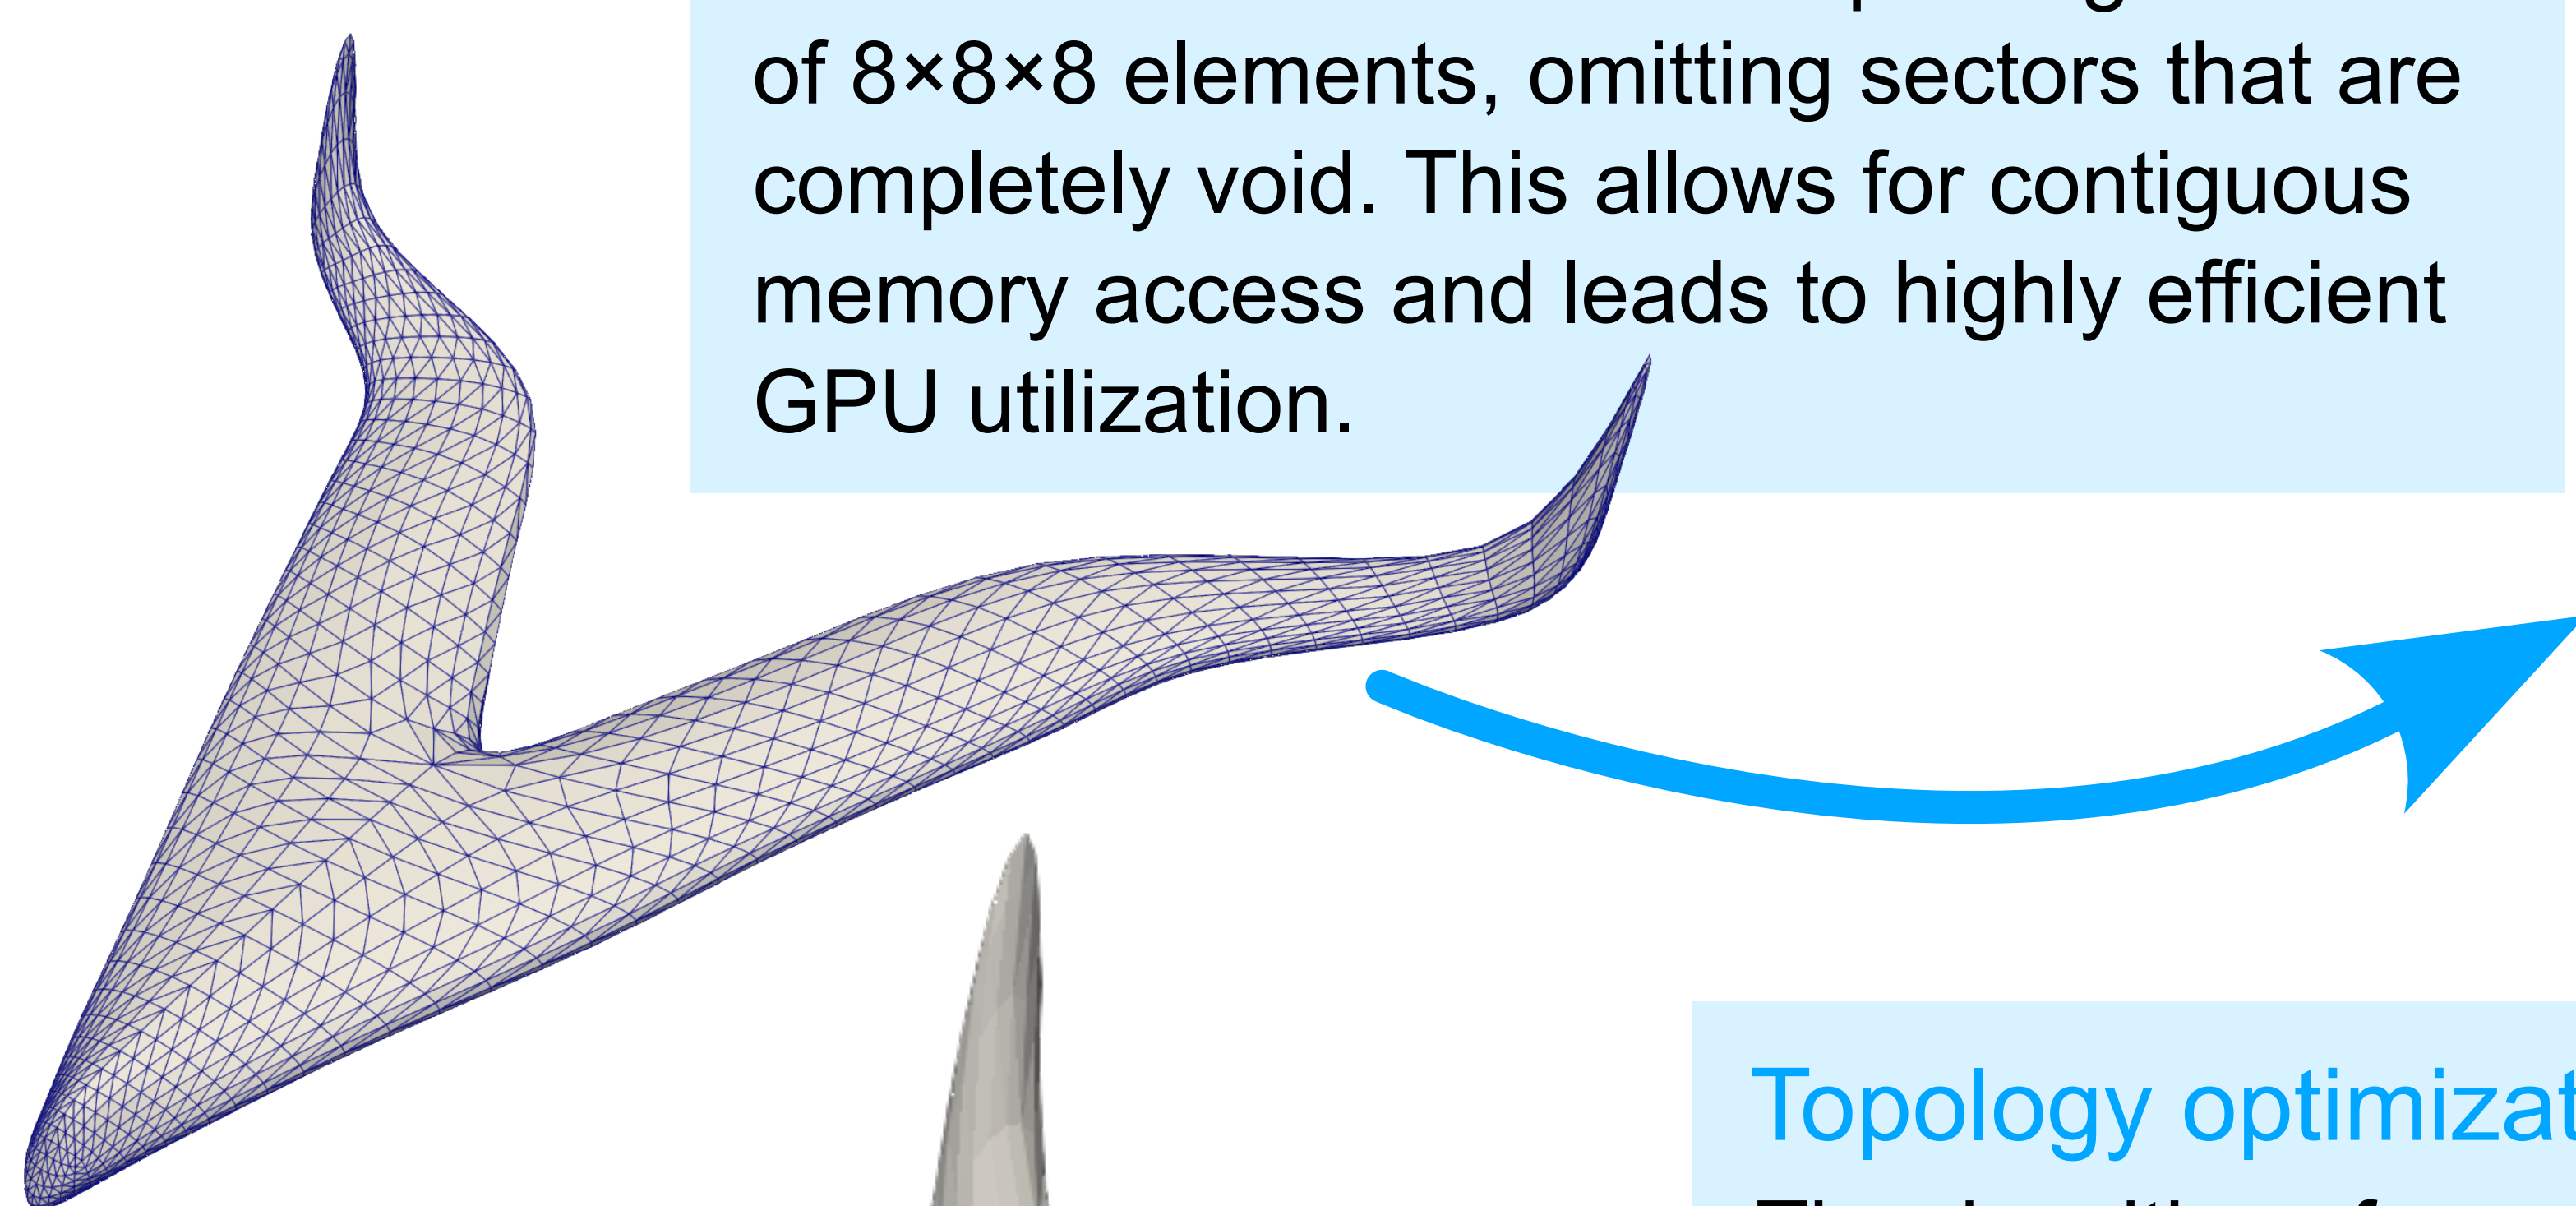 of 8×8×8 elements, omitting sectors that are
completely void. This allows for contiguous
memory access and leads to highly efficient
GPU utilization.
Topology optimizat